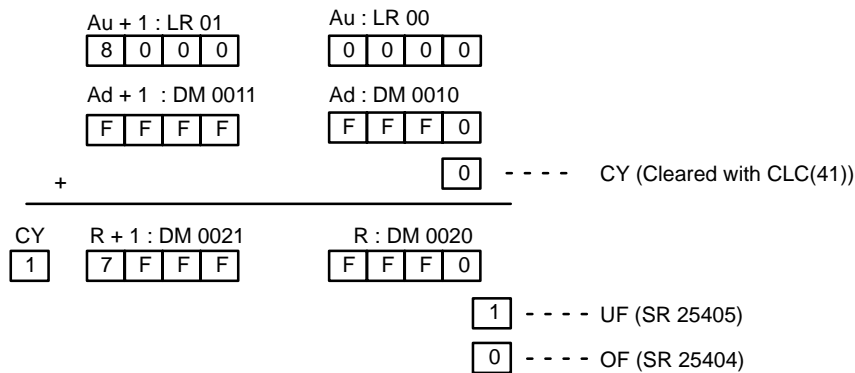 Au + 1 : LR 01 Au : LR 00
8 0 0 0 0 0 0 0
Ad + 1 : DM 0011 Ad : DM 0010
F F F F F F F 0
+ 0 - - - - CY (Cleared with CLC(41))
CY R + 1 : DM 0021 R : DM 0020
1 7 F F F F F F 0
1 - - - - UF (SR 25405)
0 - - - - OF (SR 25404)